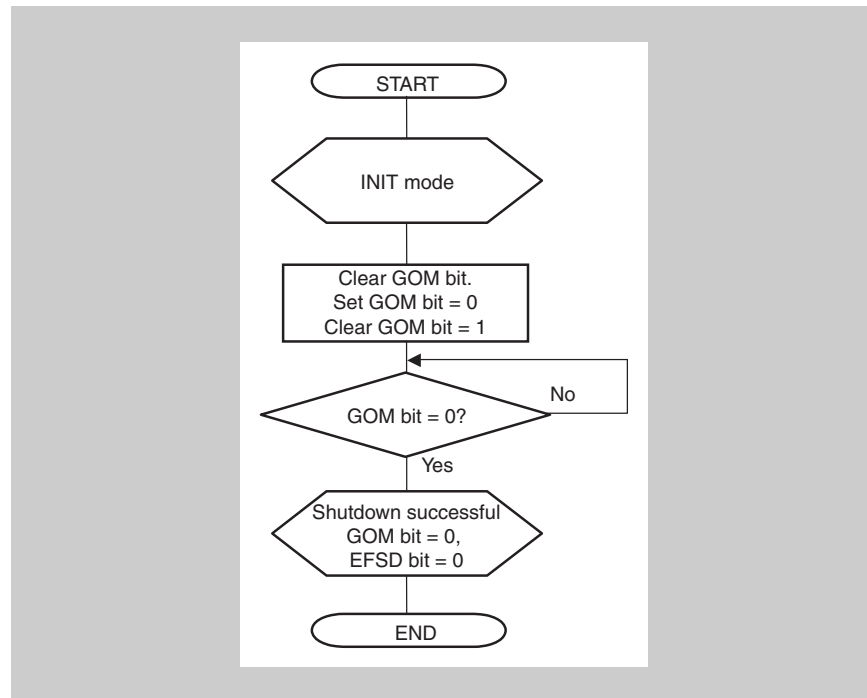 START
INIT mode
Clear GOM bit.
Set GOM bit = 0
Clear GOM bit = 1
No
GOM bit = 0?
Yes
Shutdown successful
GOM bit = 0,
EFSD bit = 0
END